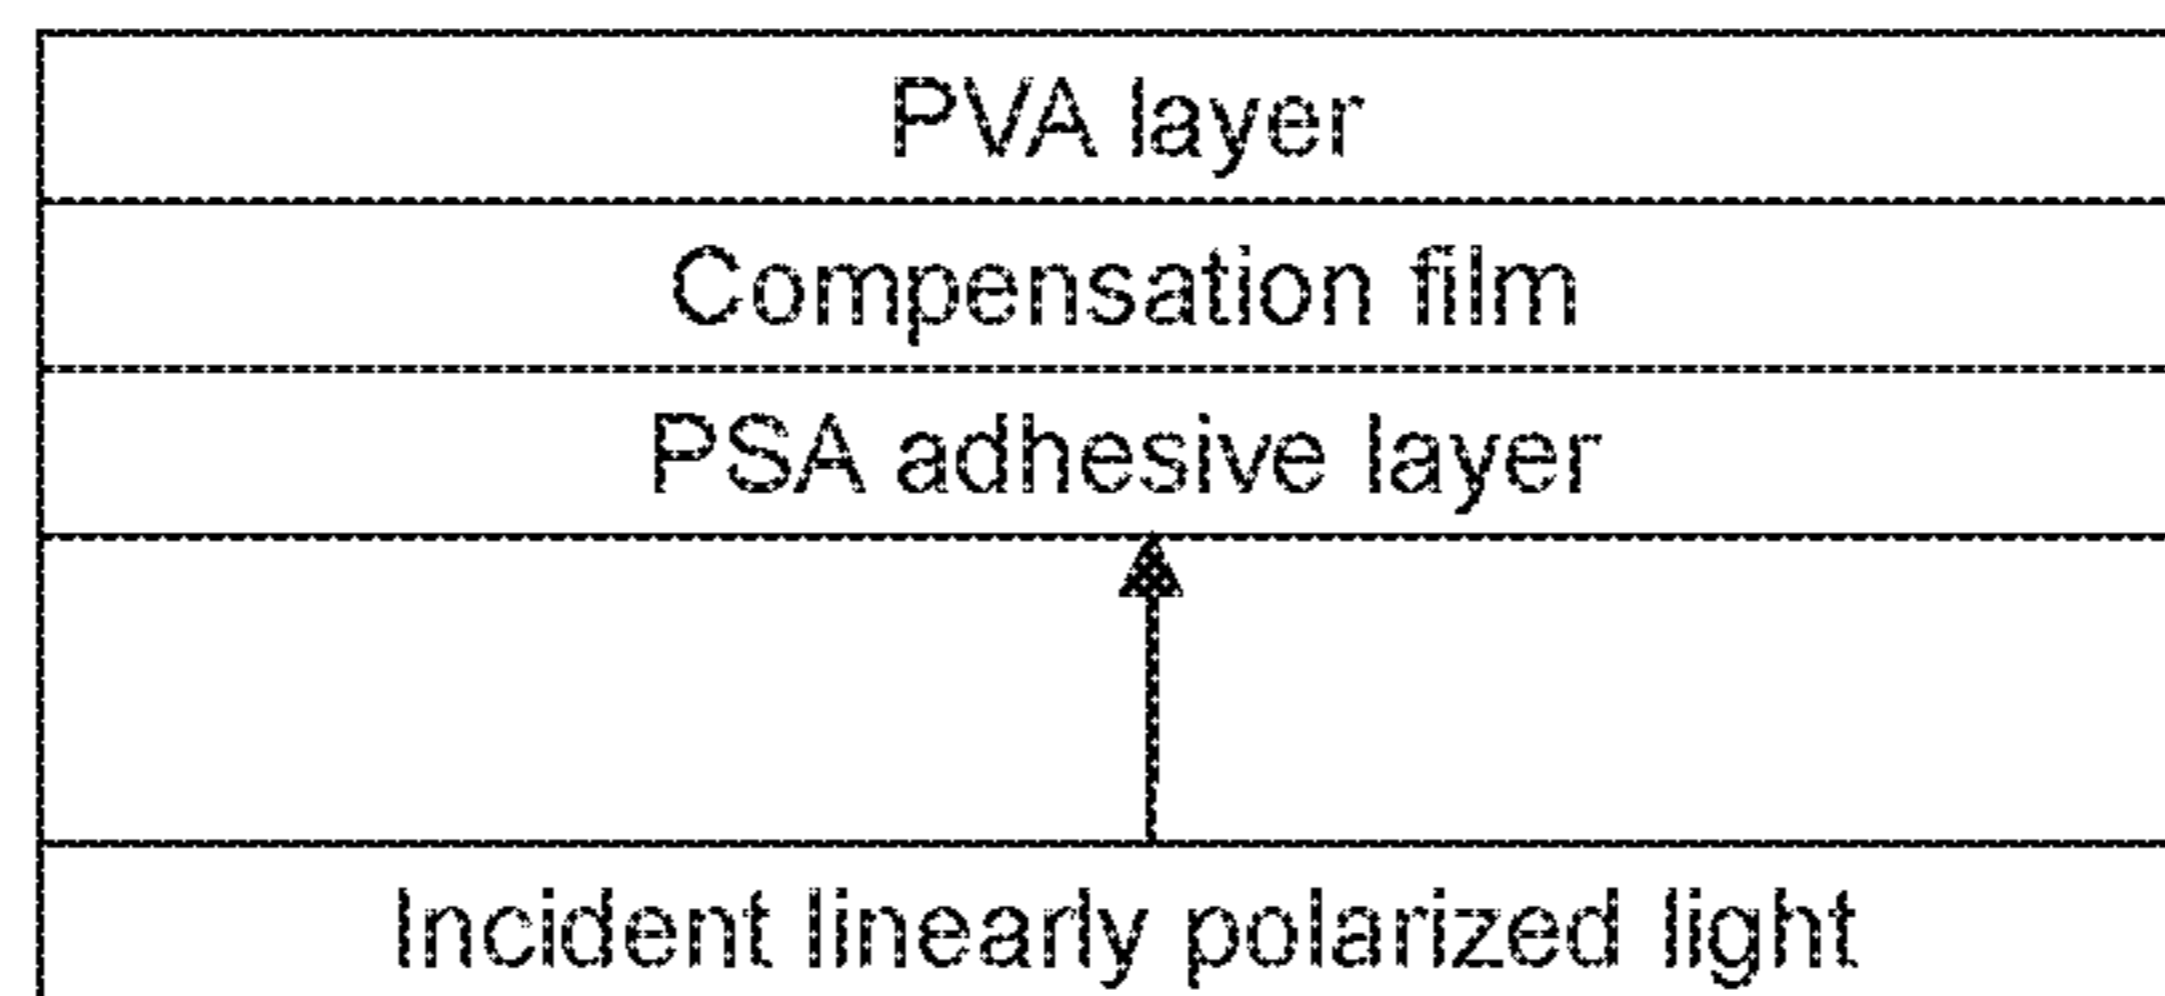 PVA layer
Compensation film
PSA adhesive layer
Incident linearly polarized light